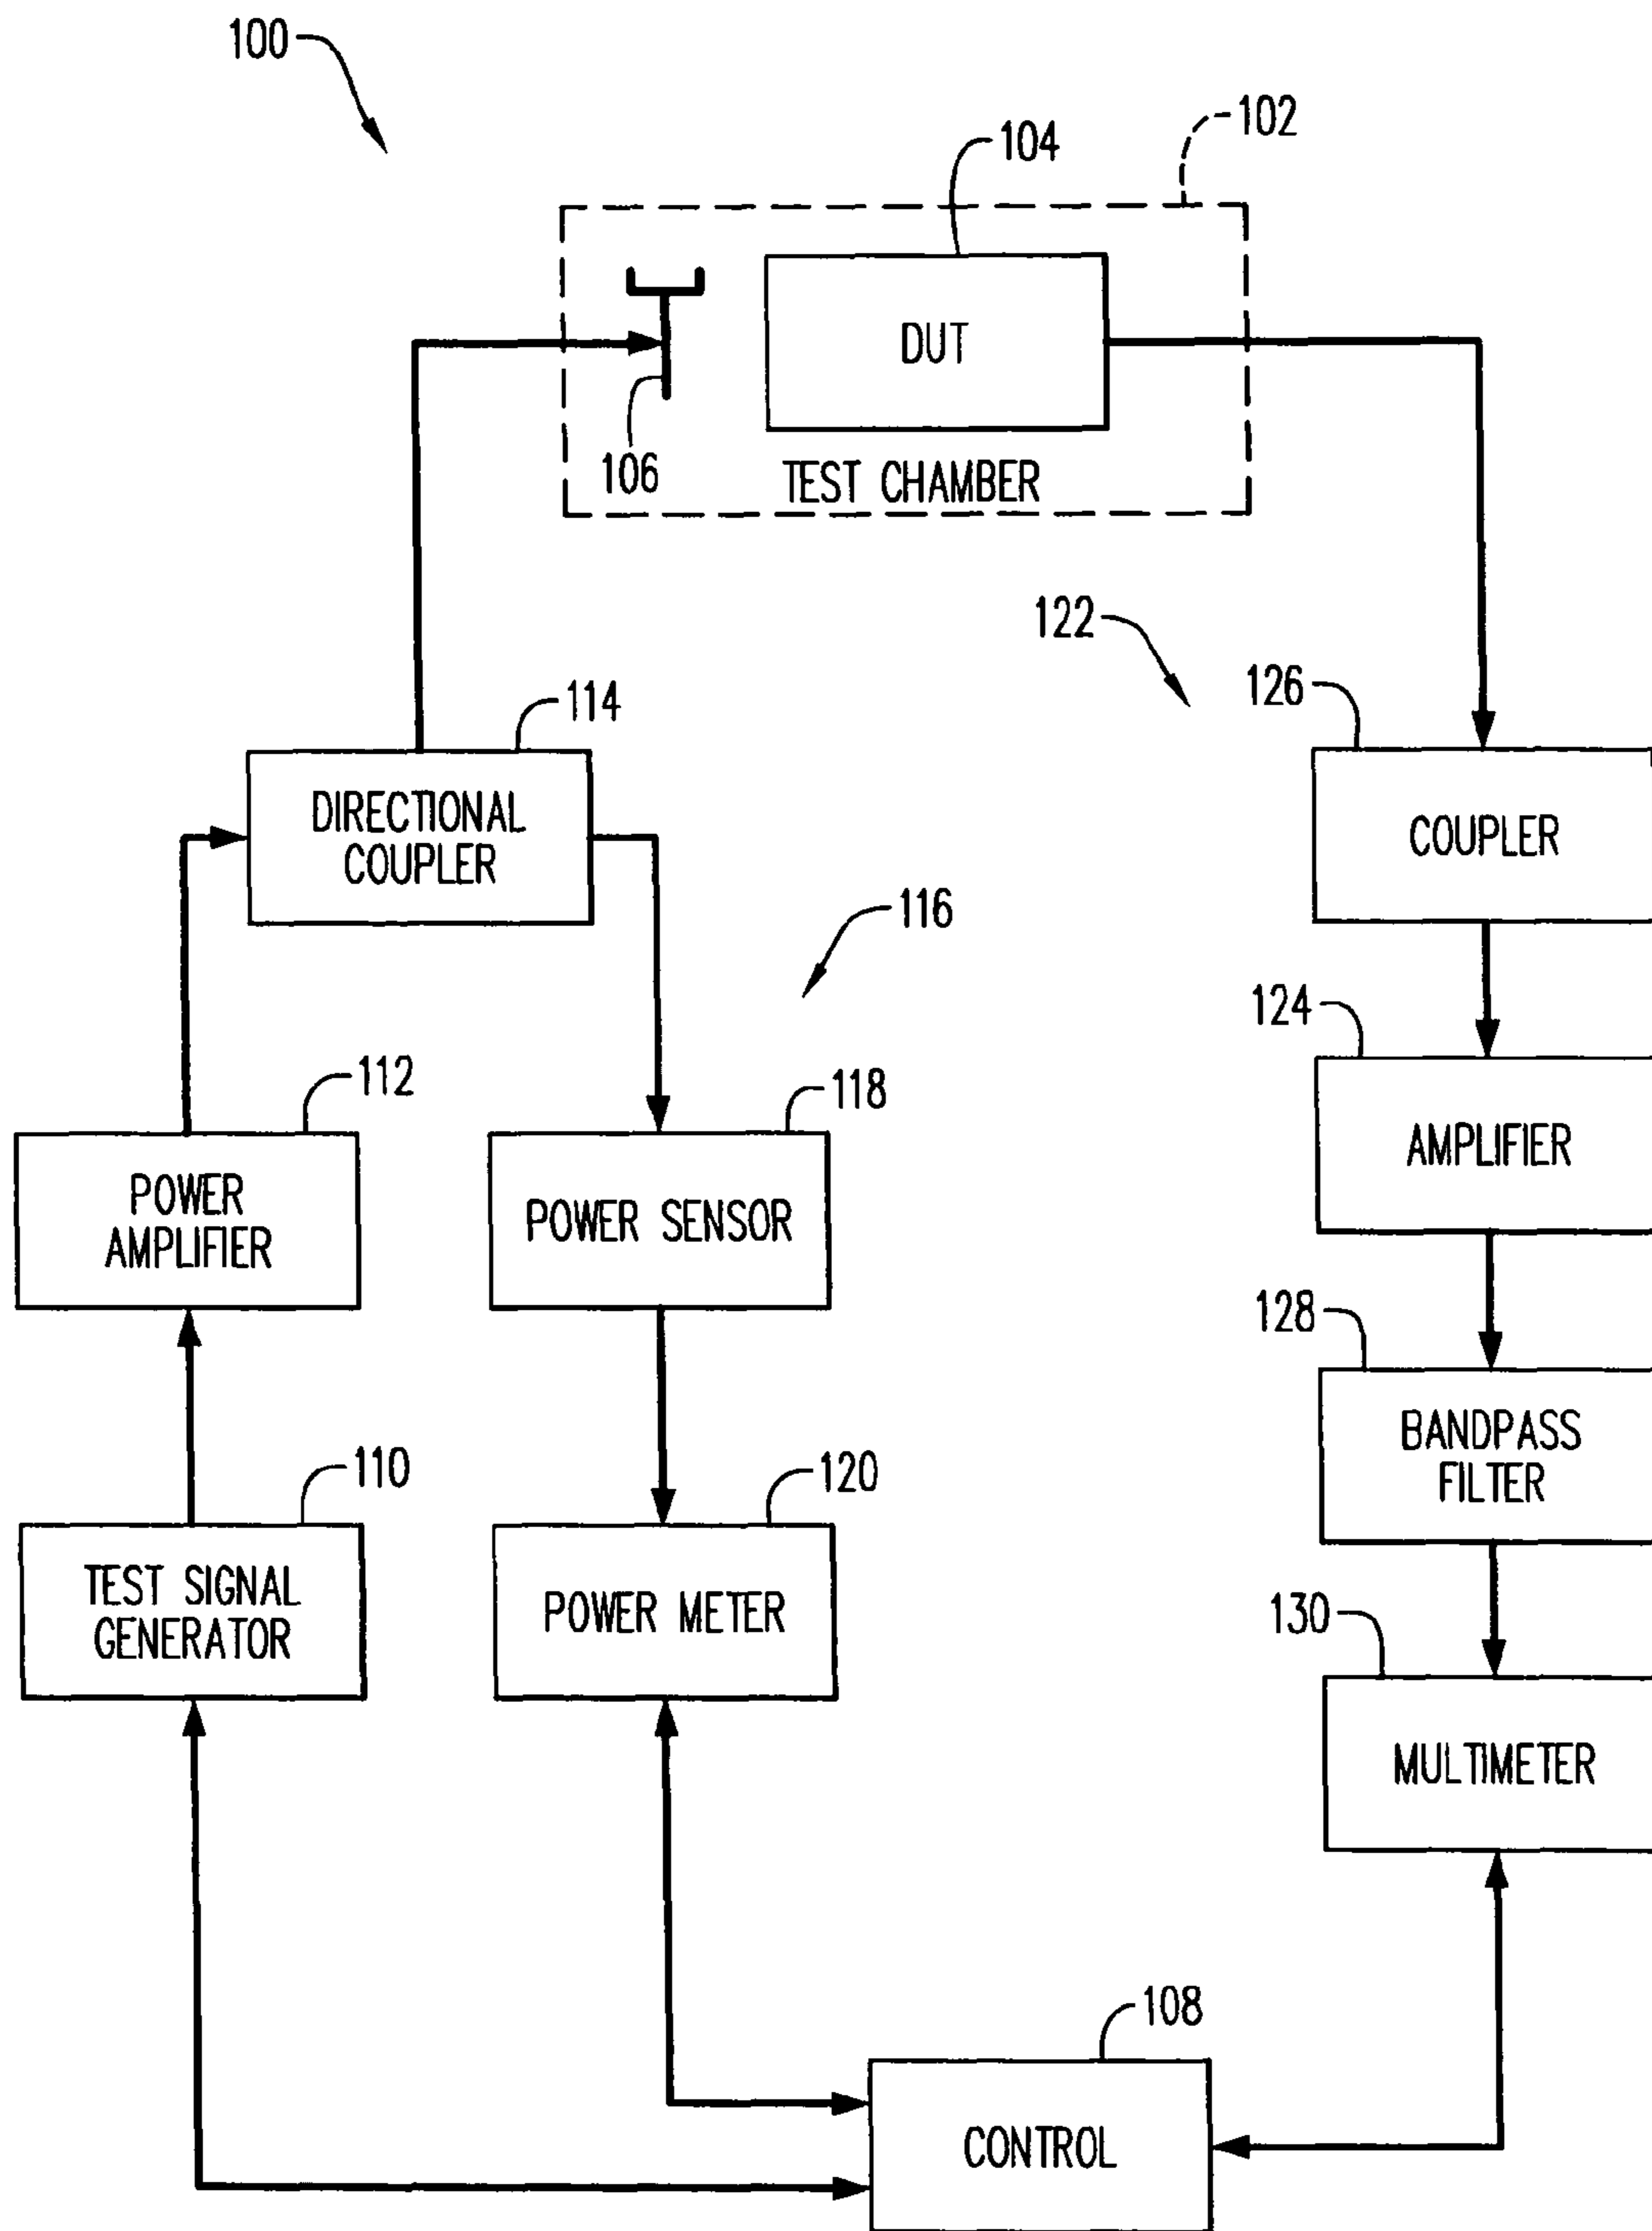 100
102
104
DUT
106
TEST CHAMBER
122
126
114
DIRECTIONAL
COUPLER
COUPLER
116
124
112
118
AMPLIFIER
POWER
AMPLIFIER
POWER SENSOR
128
BANDPASS
FILTER
110
120
TEST SIGNAL
GENERATOR
POWER METER
130
MULTIMETER
108
CONTROL